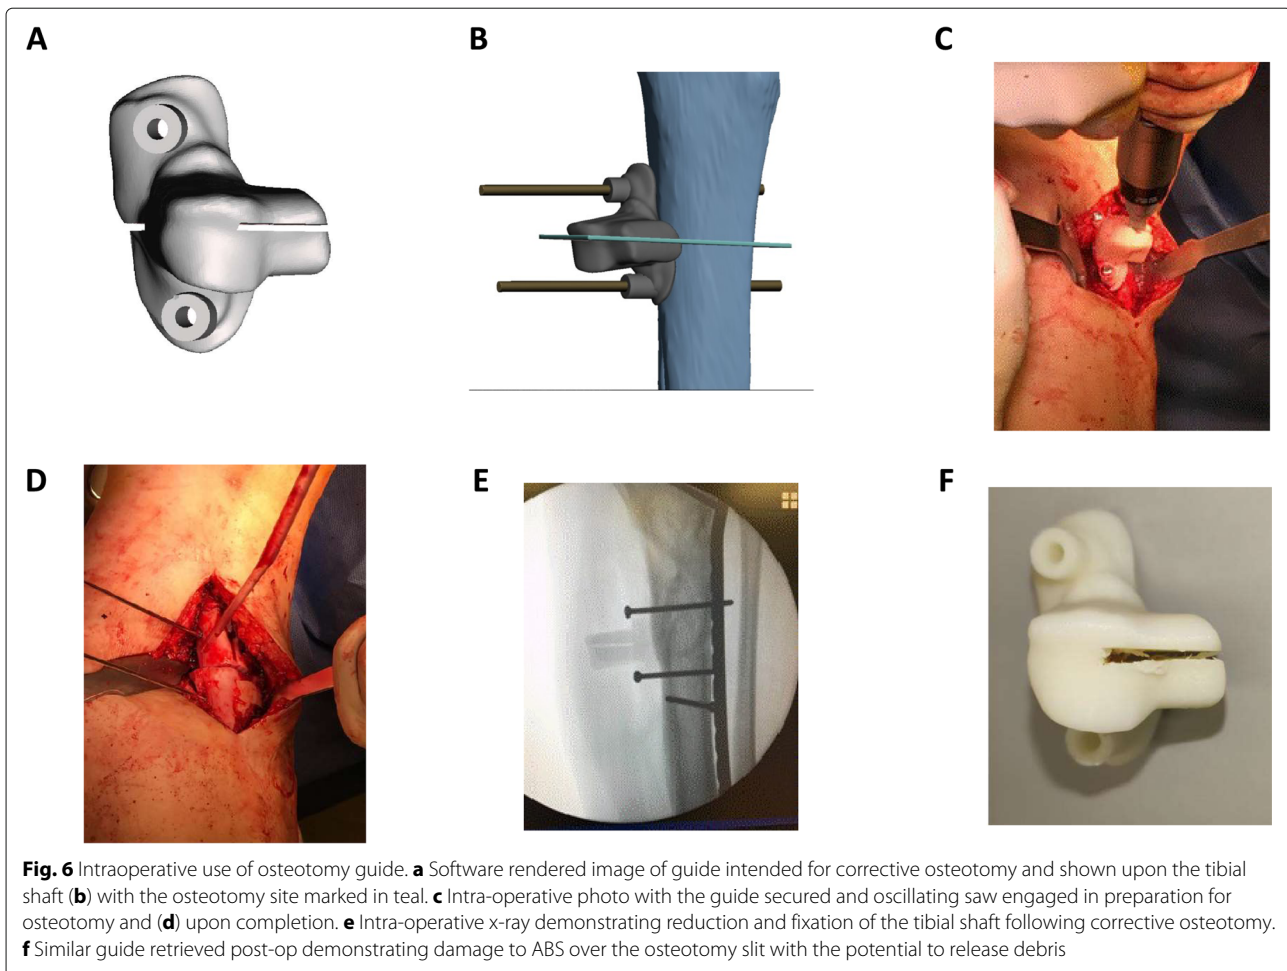 A
B
C
D
E
F
Fig. 6 Intraoperative use of osteotomy guide. a Software rendered image of guide intended for corrective osteotomy and shown upon the tibial
shaft (b) with the osteotomy site marked in teal. c Intra-operative photo with the guide secured and oscillating saw engaged in preparation for
osteotomy and (d) upon completion. e Intra-operative x-ray demonstrating reduction and fixation of the tibial shaft following corrective osteotomy.
f Similar guide retrieved post-op demonstrating damage to ABS over the osteotomy slit with the potential to release debris